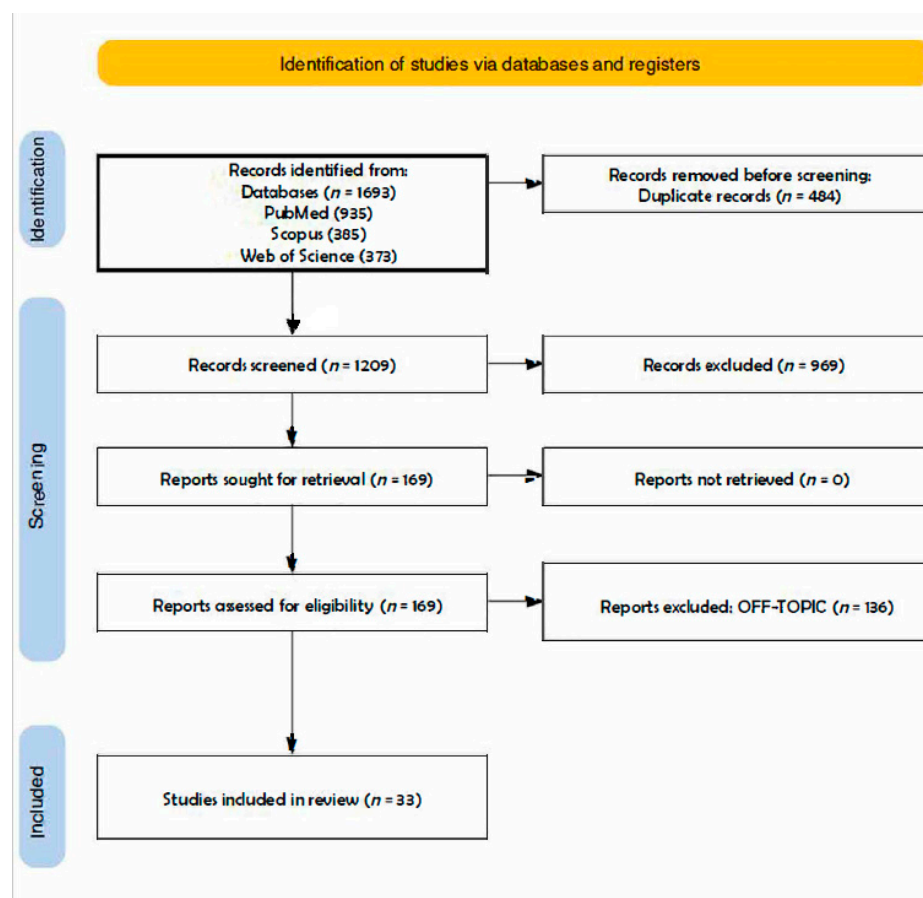 Identification of studies via databases and registers
Identification
Records identified from:
Databases (n = 1693)
PubMed (935)
Scopus (385)
Web of Science (373)
Records removed before screening:
Duplicate records (n = 484)
Screening
Records screened (n = 1209)
Records excluded (n = 969)
Reports sought for retrieval (n = 169)
Reports not retrieved (n = 0)
Reports assessed for eligibility (n = 169)
Reports excluded: OFF-TOPIC (n = 136)
Included
Studies included in review (n = 33)